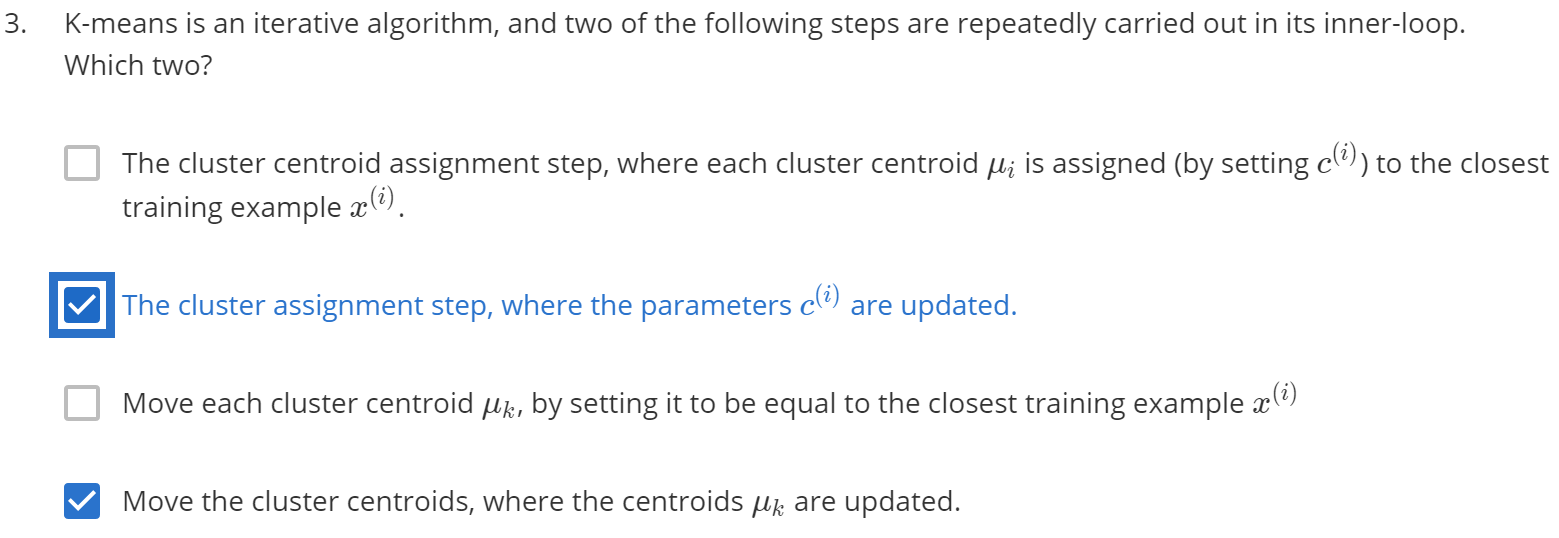 3. K-means is an iterative algorithm, and two of the following steps are repeatedly carried out in its inner-loop.
Which two?
The cluster centroid assignment step, where each cluster centroid μᵢ is assigned (by setting c⁽ⁱ⁾) to the closest
training example x⁽ⁱ⁾.
The cluster assignment step, where the parameters c⁽ⁱ⁾ are updated.
Move each cluster centroid μₖ, by setting it to be equal to the closest training example x⁽ⁱ⁾
Move the cluster centroids, where the centroids μₖ are updated.